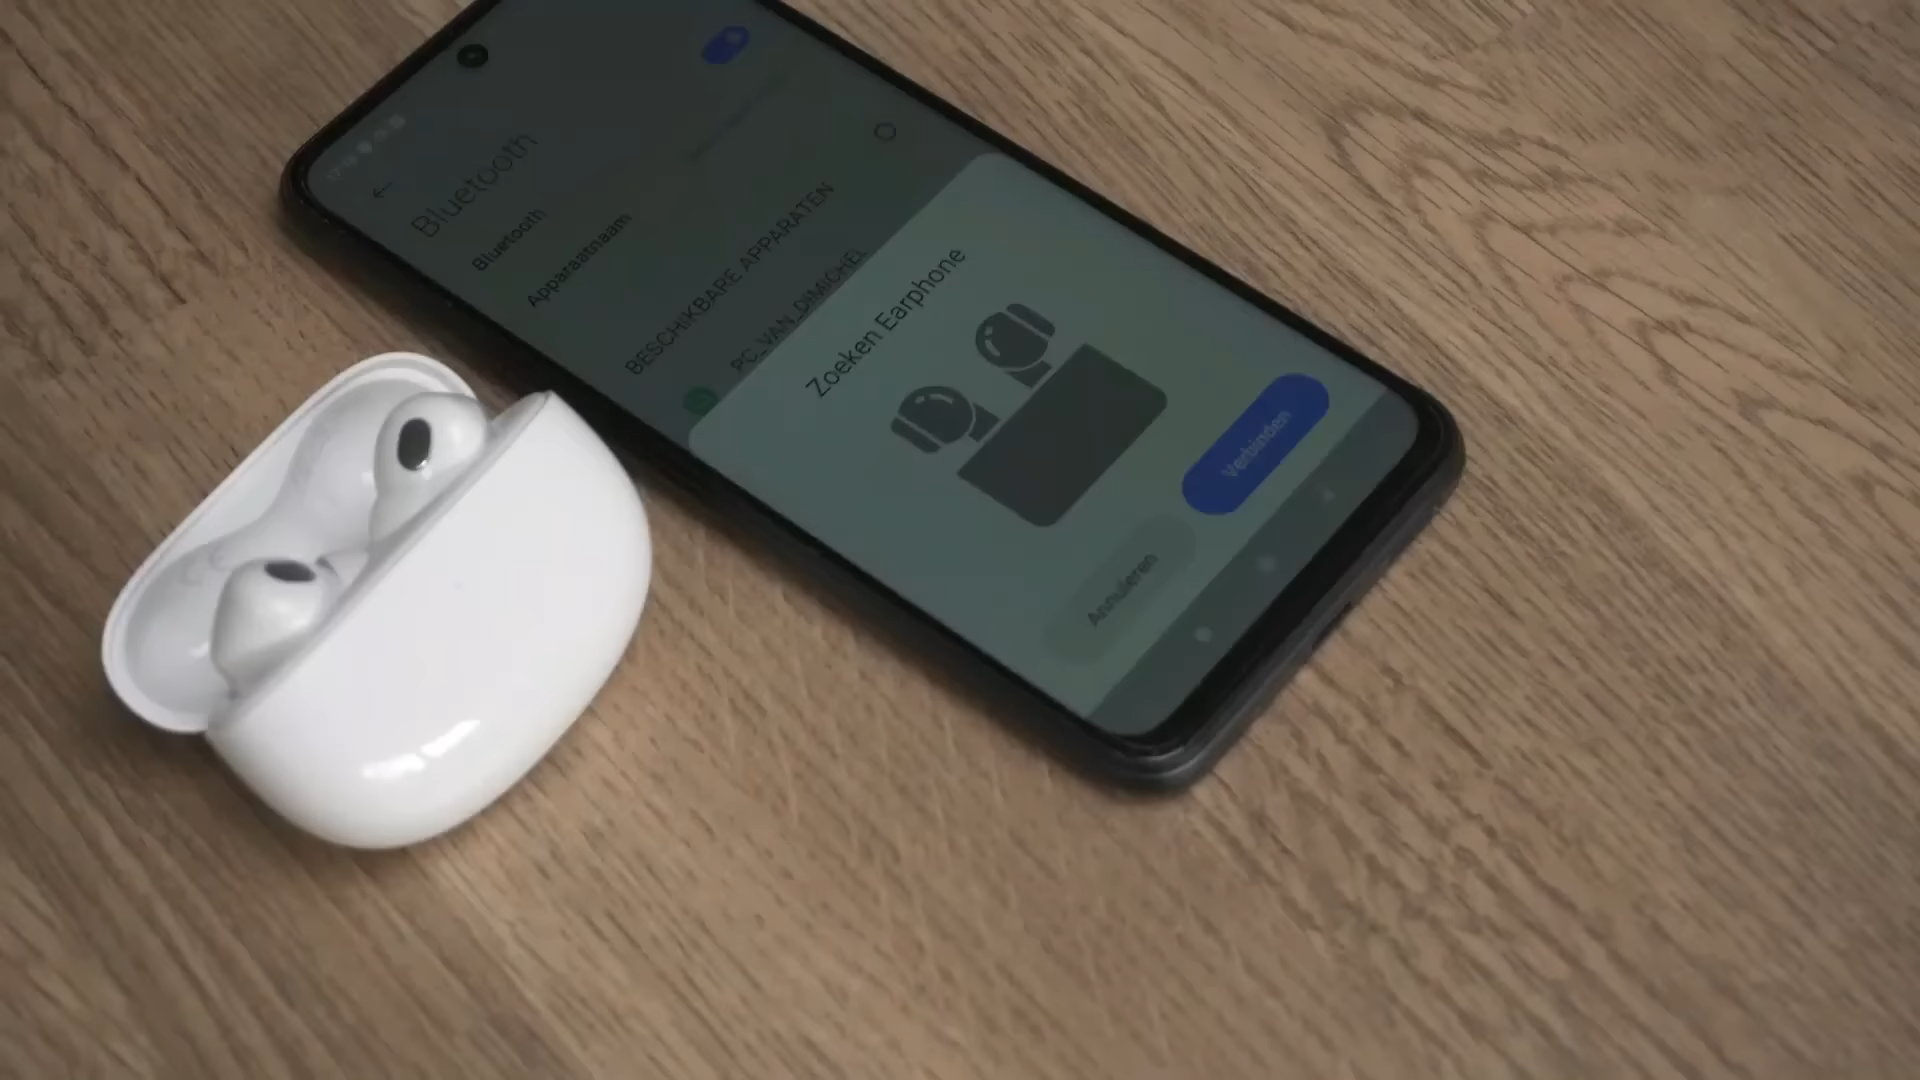 Bluetooth
Bluetooth
Apparaatnaam
BESCHIKBARE APPARATEN
PC_VAN_DIMICHEL
Zoeken Earphone
Annuleren
Verbinden